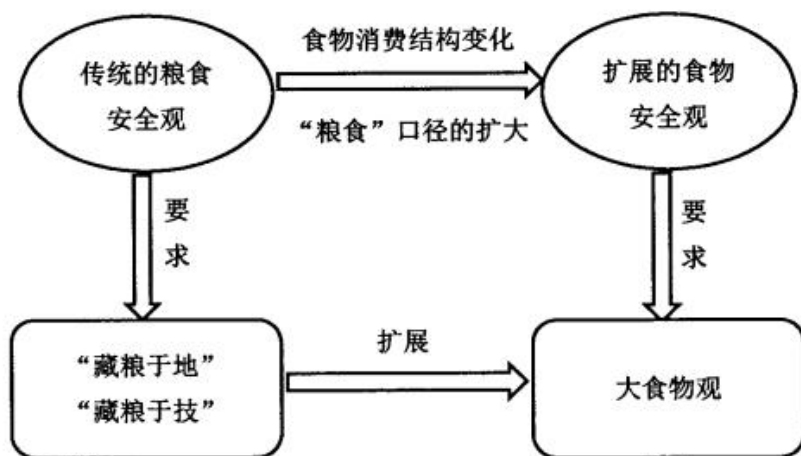 传统的粮食
安全观
食物消费结构变化
“粮食”口径的扩大
扩展的食物
安全观
要
求
要
求
“藏粮于地”
“藏粮于技”
扩展
大食物观